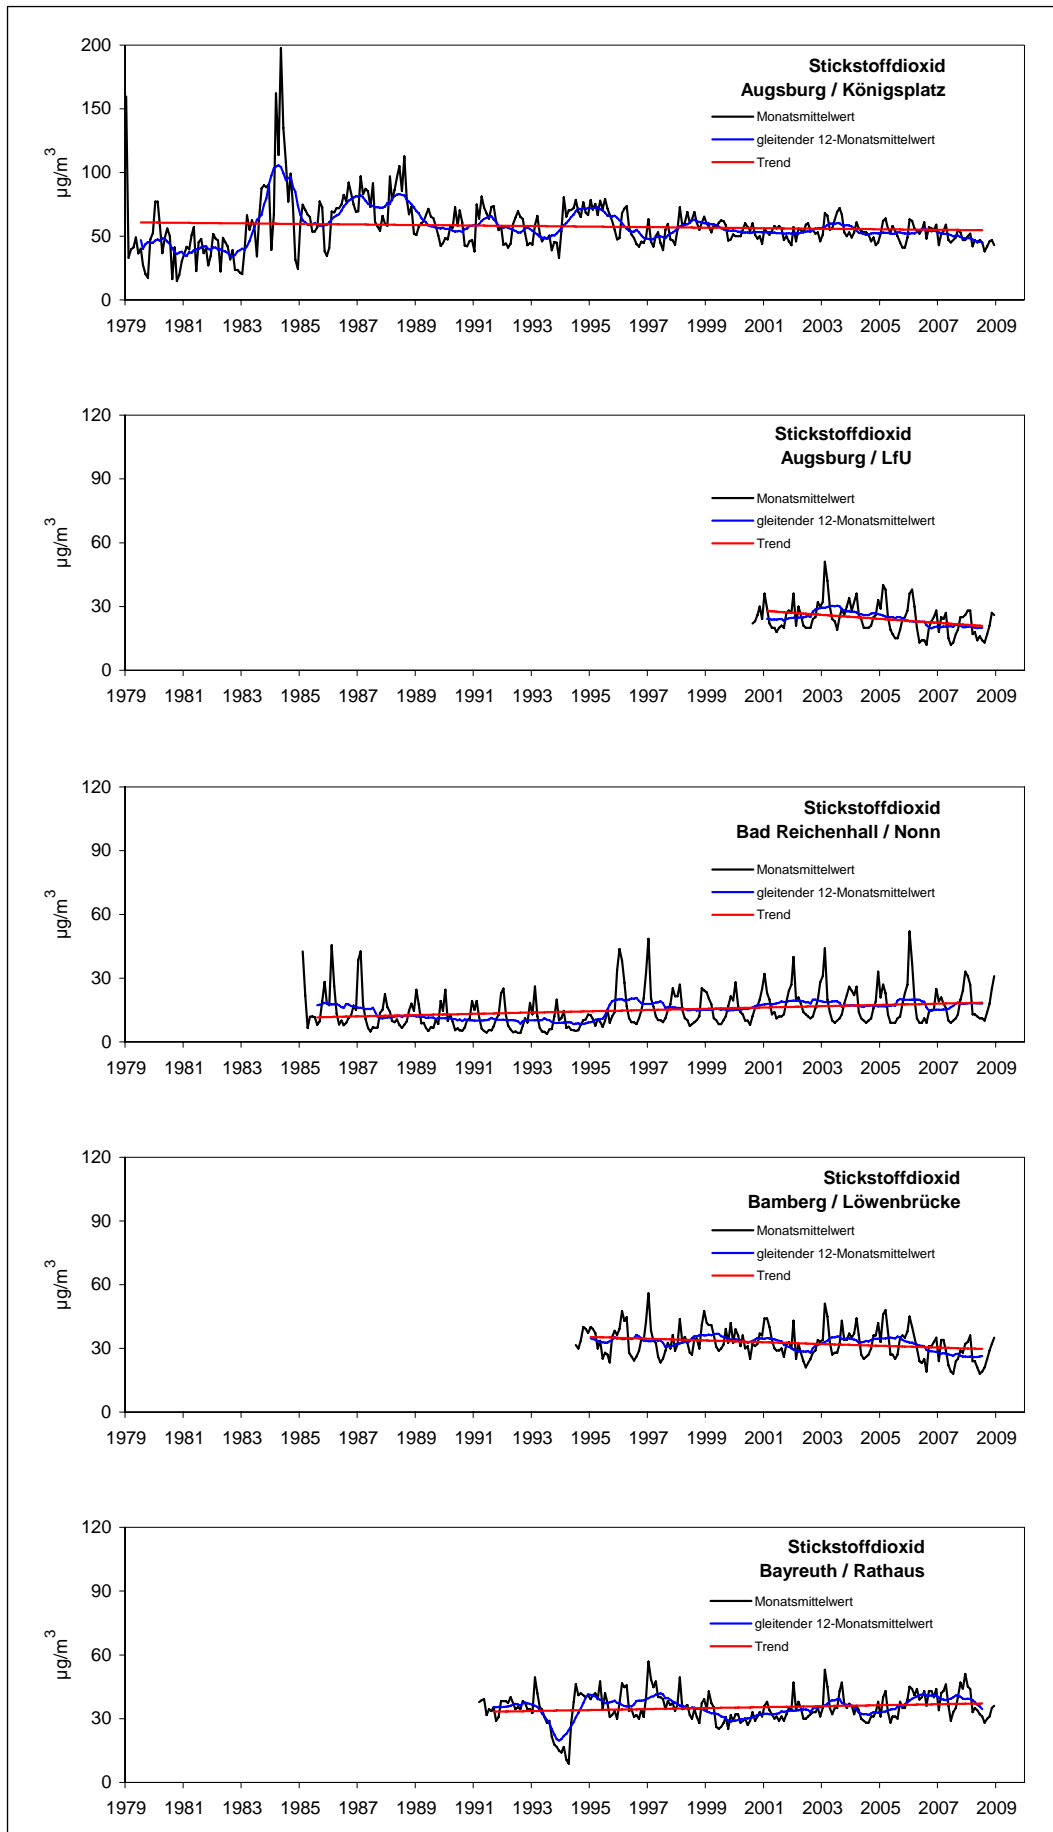 Stickstoffdioxid
Augsburg / Königsplatz
Monatsmittelwert
gleitender 12-Monatsmittelwert
Trend
µg/m³
200
150
100
50
0
1979 1981 1983 1985 1987 1989 1991 1993 1995 1997 1999 2001 2003 2005 2007 2009
Stickstoffdioxid
Augsburg / LfU
Monatsmittelwert
gleitender 12-Monatsmittelwert
Trend
µg/m³
120
90
60
30
0
1979 1981 1983 1985 1987 1989 1991 1993 1995 1997 1999 2001 2003 2005 2007 2009
Stickstoffdioxid
Bad Reichenhall / Nonn
Monatsmittelwert
gleitender 12-Monatsmittelwert
Trend
µg/m³
120
90
60
30
0
1979 1981 1983 1985 1987 1989 1991 1993 1995 1997 1999 2001 2003 2005 2007 2009
Stickstoffdioxid
Bamberg / Löwenbrücke
Monatsmittelwert
gleitender 12-Monatsmittelwert
Trend
µg/m³
120
90
60
30
0
1979 1981 1983 1985 1987 1989 1991 1993 1995 1997 1999 2001 2003 2005 2007 2009
Stickstoffdioxid
Bayreuth / Rathaus
Monatsmittelwert
gleitender 12-Monatsmittelwert
Trend
µg/m³
120
90
60
30
0
1979 1981 1983 1985 1987 1989 1991 1993 1995 1997 1999 2001 2003 2005 2007 2009